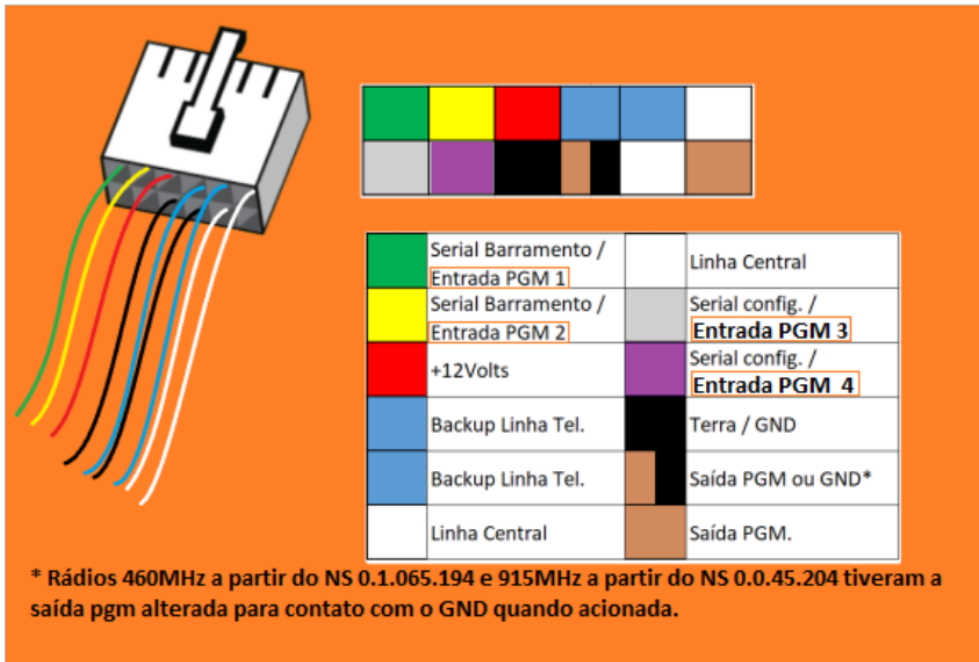 Serial Barramento /
Entrada PGM 1
Linha Central
Serial Barramento /
Entrada PGM 2
Serial config. /
Entrada PGM 3
+12Volts
Serial config. /
Entrada PGM 4
Backup Linha Tel.
Terra / GND
Backup Linha Tel.
Saída PGM ou GND*
Linha Central
Saída PGM.
* Rádios 460MHz a partir do NS 0.1.065.194 e 915MHz a partir do NS 0.0.45.204 tiveram a
saída pgm alterada para contato com o GND quando acionada.